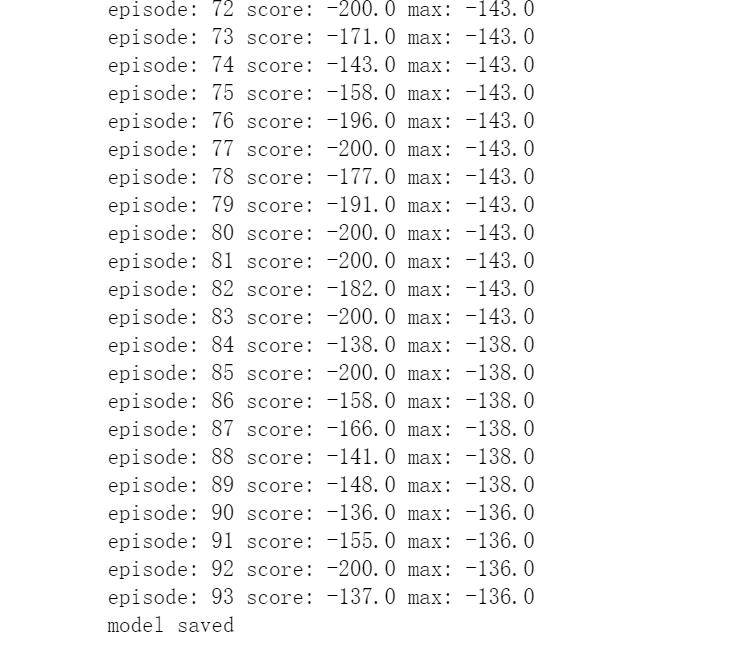 episode: 72 score: -200.0 max: -143.0
episode: 73 score: -171.0 max: -143.0
episode: 74 score: -143.0 max: -143.0
episode: 75 score: -158.0 max: -143.0
episode: 76 score: -196.0 max: -143.0
episode: 77 score: -200.0 max: -143.0
episode: 78 score: -177.0 max: -143.0
episode: 79 score: -191.0 max: -143.0
episode: 80 score: -200.0 max: -143.0
episode: 81 score: -200.0 max: -143.0
episode: 82 score: -182.0 max: -143.0
episode: 83 score: -200.0 max: -143.0
episode: 84 score: -138.0 max: -138.0
episode: 85 score: -200.0 max: -138.0
episode: 86 score: -158.0 max: -138.0
episode: 87 score: -166.0 max: -138.0
episode: 88 score: -141.0 max: -138.0
episode: 89 score: -148.0 max: -138.0
episode: 90 score: -136.0 max: -136.0
episode: 91 score: -155.0 max: -136.0
episode: 92 score: -200.0 max: -136.0
episode: 93 score: -137.0 max: -136.0
model saved